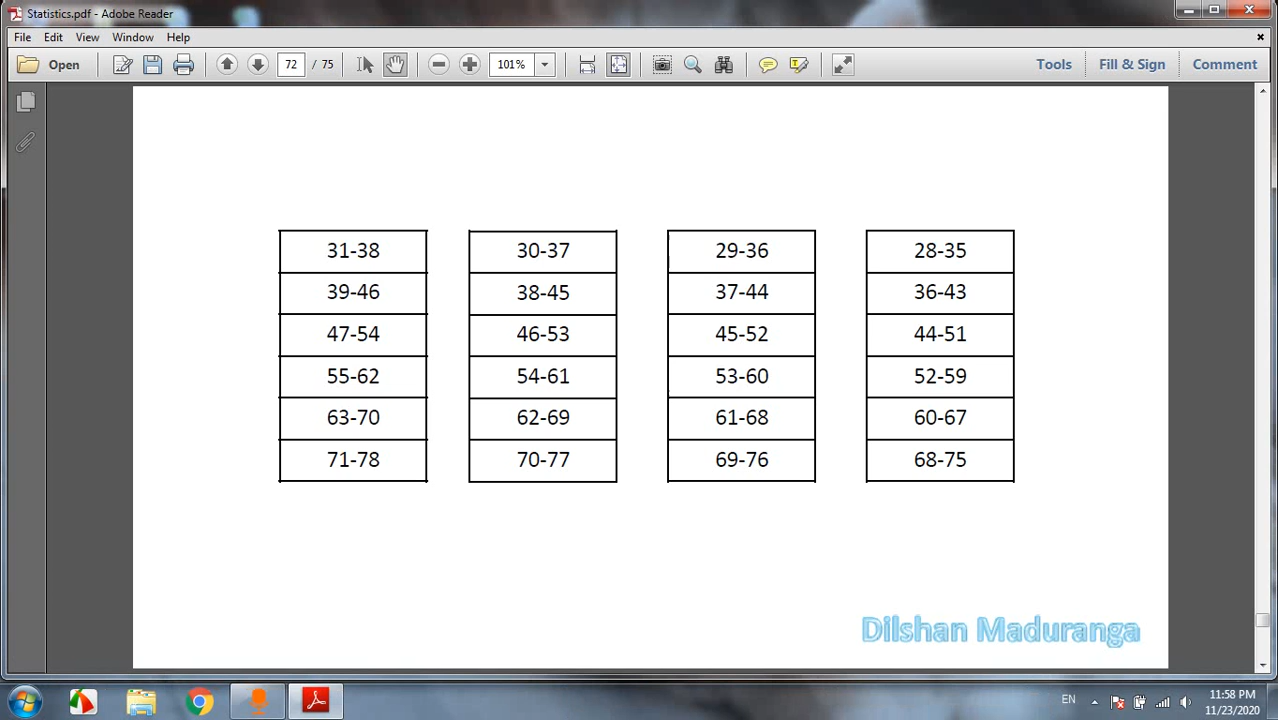 Statistics.pdf - Adobe Reader
File Edit View Window Help
Open 72 / 75 101% Tools Fill & Sign Comment
31-38 30-37 29-36 28-35
39-46 38-45 37-44 36-43
47-54 46-53 45-52 44-51
55-62 54-61 53-60 52-59
63-70 62-69 61-68 60-67
71-78 70-77 69-76 68-75
Dilshan Maduranga
EN 11:58 PM
11/23/2020